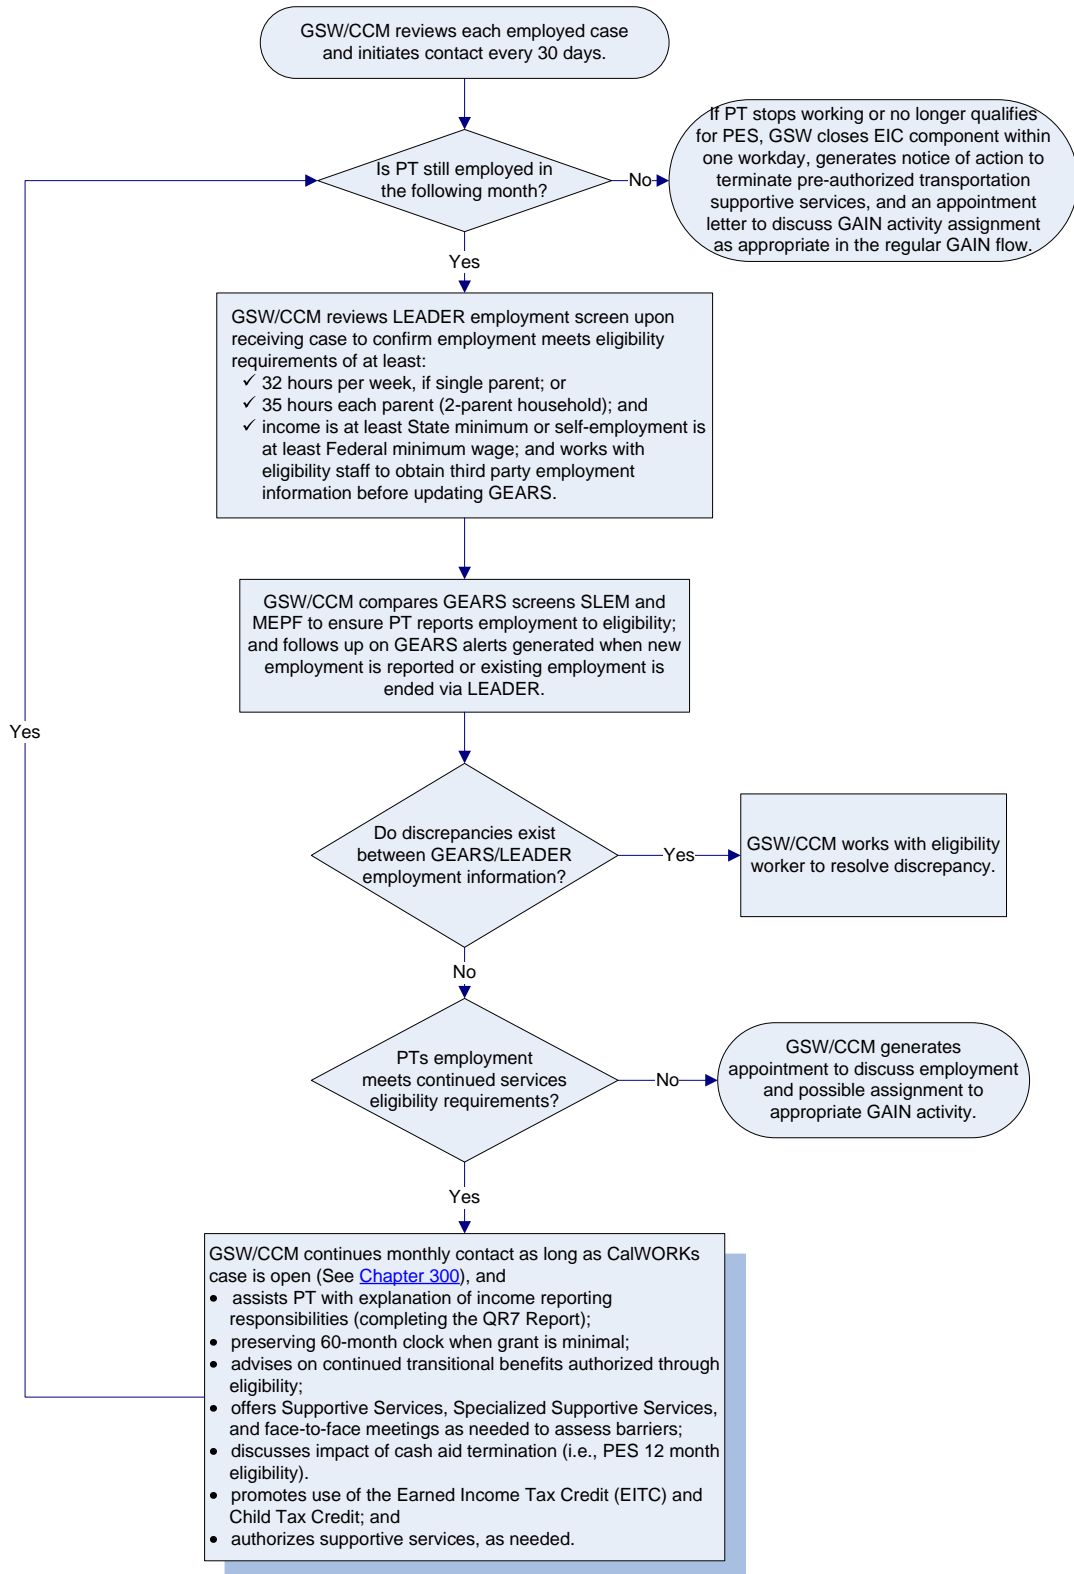 GSW/CCM reviews each employed case
and initiates contact every 30 days.
Is PT still employed in
the following month?
No
If PT stops working or no longer qualifies
for PES, GSW closes EIC component within
one workday, generates notice of action to
terminate pre-authorized transportation
supportive services, and an appointment
letter to discuss GAIN activity assignment
as appropriate in the regular GAIN flow.
Yes
GSW/CCM reviews LEADER employment screen upon
receiving case to confirm employment meets eligibility
requirements of at least:
✓ 32 hours per week, if single parent; or
✓ 35 hours each parent (2-parent household); and
✓ income is at least State minimum or self-employment is
at least Federal minimum wage; and works with
eligibility staff to obtain third party employment
information before updating GEARS.
GSW/CCM compares GEARS screens SLEM and
MEPF to ensure PT reports employment to eligibility;
and follows up on GEARS alerts generated when new
employment is reported or existing employment is
ended via LEADER.
Yes
Do discrepancies exist
between GEARS/LEADER
employment information?
Yes
GSW/CCM works with eligibility
worker to resolve discrepancy.
No
PTs employment
meets continued services
eligibility requirements?
No
GSW/CCM generates
appointment to discuss employment
and possible assignment to
appropriate GAIN activity.
Yes
GSW/CCM continues monthly contact as long as CalWORKs
case is open (See Chapter 300), and
• assists PT with explanation of income reporting
responsibilities (completing the QR7 Report);
• preserving 60-month clock when grant is minimal;
• advises on continued transitional benefits authorized through
eligibility;
• offers Supportive Services, Specialized Supportive Services,
and face-to-face meetings as needed to assess barriers;
• discusses impact of cash aid termination (i.e., PES 12 month
eligibility).
• promotes use of the Earned Income Tax Credit (EITC) and
Child Tax Credit; and
• authorizes supportive services, as needed.